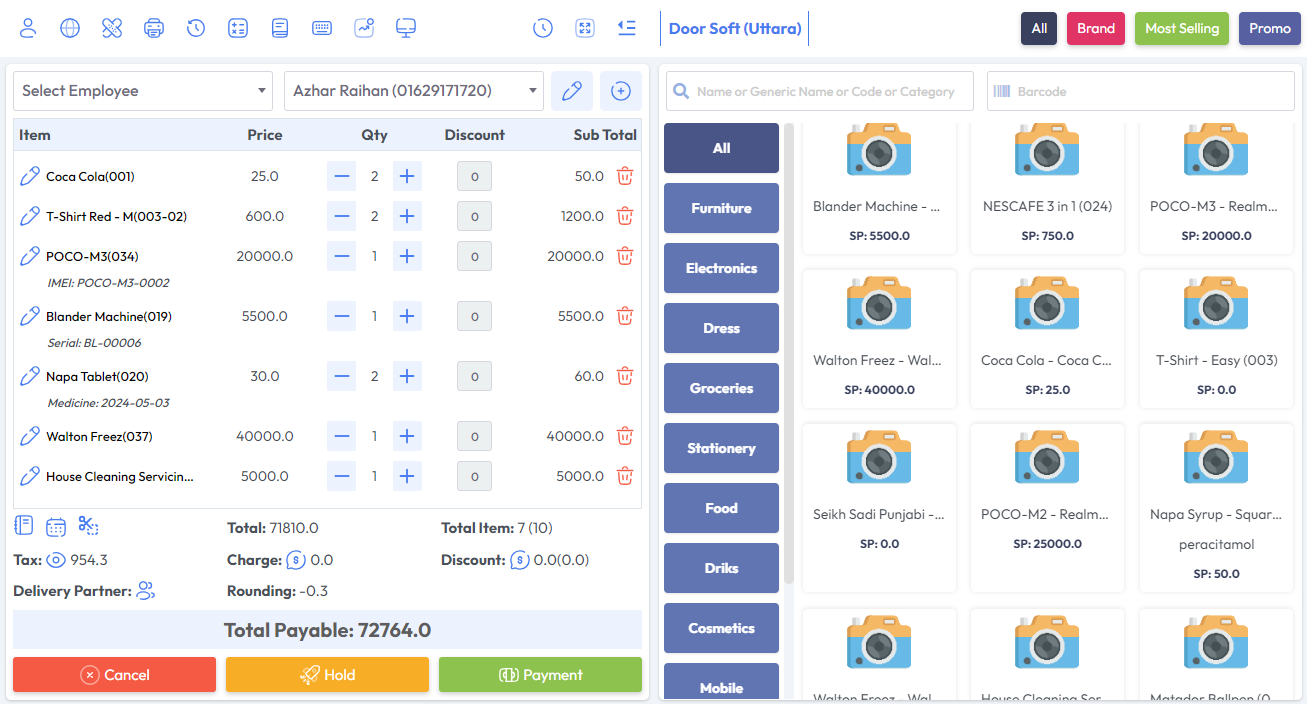 Door Soft (Uttara)
All
Brand
Most Selling
Promo
Select Employee
Azhar Raihan (01629171720)
Item Price Qty Discount Sub Total
Coca Cola(001) 25.0 2 0 50.0
T-Shirt Red - M(003-02) 600.0 2 0 1200.0
POCO-M3(034) 20000.0 1 0 20000.0
IMEI: POCO-M3-0002
Blander Machine(019) 5500.0 1 0 5500.0
Serial: BL-00006
Napa Tablet(020) 30.0 2 0 60.0
Medicine: 2024-05-03
Walton Freez(037) 40000.0 1 0 40000.0
House Cleaning Servicin... 5000.0 1 0 5000.0
Total: 71810.0 Total Item: 7 (10)
Tax: 954.3 Charge: 0.0 Discount: 0.0(0.0)
Delivery Partner: Rounding: -0.3
Total Payable: 72764.0
Cancel
Hold
Payment
Name or Generic Name or Code or Category
Barcode
All
Furniture
Electronics
Dress
Groceries
Stationery
Food
Driks
Cosmetics
Mobile
Blander Machine - ...
SP: 5500.0
NESCAFE 3 in 1 (024)
SP: 750.0
POCO-M3 - Realm...
SP: 20000.0
Walton Freez - Wal...
SP: 40000.0
Coca Cola - Coca C...
SP: 25.0
T-Shirt - Easy (003)
SP: 0.0
Seikh Sadi Punjabi -...
SP: 0.0
POCO-M2 - Realm...
SP: 25000.0
Napa Syrup - Squar...
peracitamol
SP: 50.0
Walton Freez - Wal...
House Cleaning Ser...
Matador Ballpen (0...